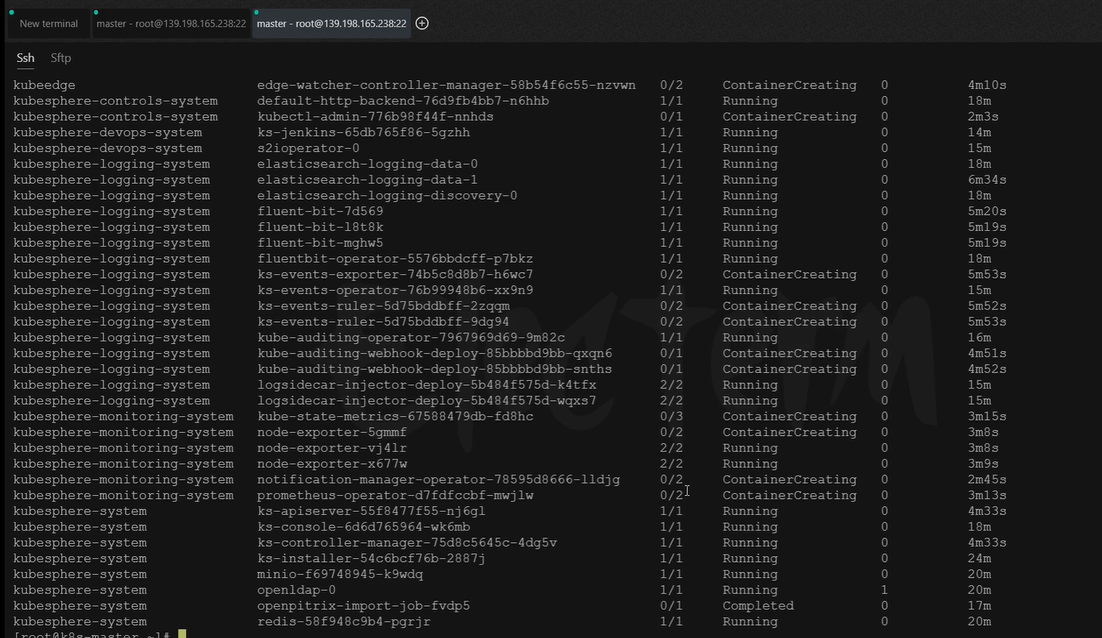 New terminal master - root@139.198.165.238:22 master - root@139.198.165.238:22
Ssh Sftp
kubeedge edge-watcher-controller-manager-58b54f6c55-nzvwn 0/2 ContainerCreating 0 4m10s
kubesphere-controls-system default-http-backend-76d9fb4bb7-n6hhb 1/1 Running 0 18m
kubesphere-controls-system kubectl-admin-776b98f44f-nnhds 0/1 ContainerCreating 0 2m3s
kubesphere-devops-system ks-jenkins-65db765f86-5gzhh 1/1 Running 0 14m
kubesphere-devops-system s2ioperator-0 1/1 Running 0 15m
kubesphere-logging-system elasticsearch-logging-data-0 1/1 Running 0 18m
kubesphere-logging-system elasticsearch-logging-data-1 1/1 Running 0 6m34s
kubesphere-logging-system elasticsearch-logging-discovery-0 1/1 Running 0 18m
kubesphere-logging-system fluent-bit-7d569 1/1 Running 0 5m20s
kubesphere-logging-system fluent-bit-l8t8k 1/1 Running 0 5m19s
kubesphere-logging-system fluent-bit-mghw5 1/1 Running 0 5m19s
kubesphere-logging-system fluentbit-operator-5576bbdcff-p7bkz 1/1 Running 0 18m
kubesphere-logging-system ks-events-exporter-74b5c8d8b7-h6wc7 0/2 ContainerCreating 0 5m53s
kubesphere-logging-system ks-events-operator-76b99948b6-xx9n9 1/1 Running 0 15m
kubesphere-logging-system ks-events-ruler-5d75bddbff-2zqqm 0/2 ContainerCreating 0 5m52s
kubesphere-logging-system ks-events-ruler-5d75bddbff-9dg94 0/2 ContainerCreating 0 5m53s
kubesphere-logging-system kube-auditing-operator-7967969d69-9m82c 1/1 Running 0 16m
kubesphere-logging-system kube-auditing-webhook-deploy-85bbbbd9bb-qxqn6 0/1 ContainerCreating 0 4m51s
kubesphere-logging-system kube-auditing-webhook-deploy-85bbbbd9bb-snths 0/1 ContainerCreating 0 4m52s
kubesphere-logging-system logsidecar-injector-deploy-5b484f575d-k4tfx 2/2 Running 0 15m
kubesphere-logging-system logsidecar-injector-deploy-5b484f575d-wqxs7 2/2 Running 0 15m
kubesphere-monitoring-system kube-state-metrics-67588479db-fd8hc 0/3 ContainerCreating 0 3m15s
kubesphere-monitoring-system node-exporter-5gmmf 0/2 ContainerCreating 0 3m8s
kubesphere-monitoring-system node-exporter-vj4lr 2/2 Running 0 3m8s
kubesphere-monitoring-system node-exporter-x677w 2/2 Running 0 3m9s
kubesphere-monitoring-system notification-manager-operator-78595d8666-lldjg 0/2 ContainerCreating 0 2m45s
kubesphere-monitoring-system prometheus-operator-d7fdfccbf-mwjlw 0/2 ContainerCreating 0 3m13s
kubesphere-system ks-apiserver-55f8477f55-nj6gl 1/1 Running 0 4m33s
kubesphere-system ks-console-6d6d765964-wk6mb 1/1 Running 0 18m
kubesphere-system ks-controller-manager-75d8c5645c-4dg5v 1/1 Running 0 4m33s
kubesphere-system ks-installer-54c6bcf76b-2887j 1/1 Running 0 24m
kubesphere-system minio-f69748945-k9wdq 1/1 Running 0 20m
kubesphere-system openldap-0 1/1 Running 1 20m
kubesphere-system openpitrix-import-job-fvdp5 0/1 Completed 0 17m
kubesphere-system redis-58f948c9b4-pgrjr 1/1 Running 0 20m
[root@k8s-master ~]#